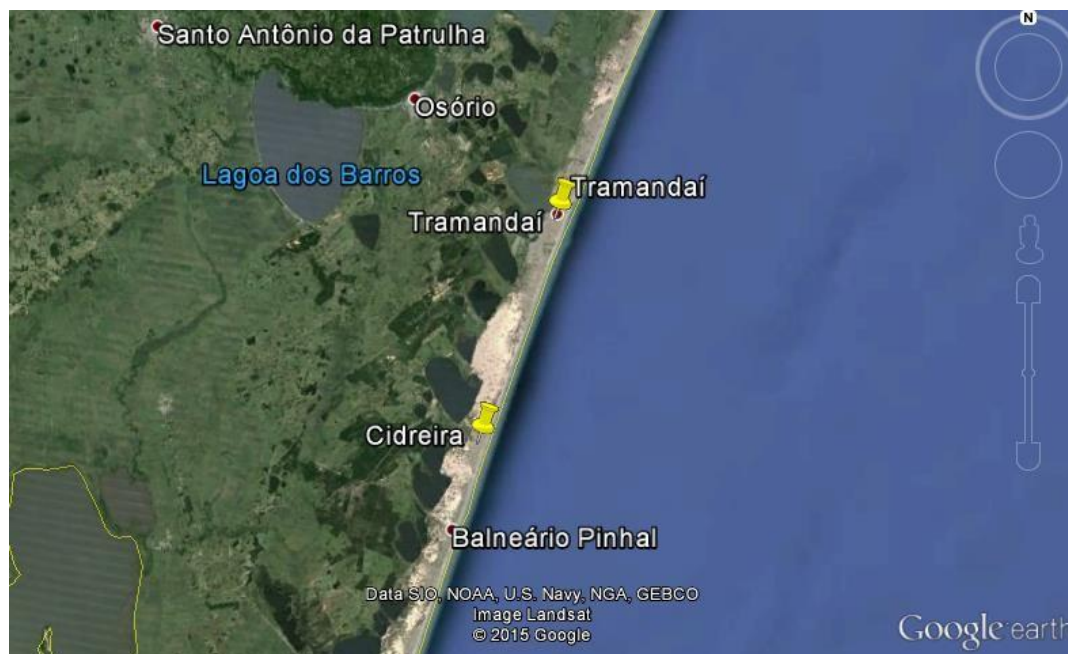 N
Santo Antônio da Patrulha
Osório
Lagoa dos Barros
Tramandaí
Tramandaí
Cidreira
Balneário Pinhal
Data SIO, NOAA, U.S. Navy, NGA, GEBCO
Image Landsat
© 2015 Google
Google earth